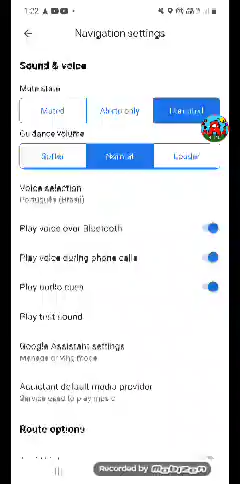 1:02
Navigation settings
Sound & voice
Mute state
Muted
Alerts only
Unmuted
Guidance Volume
Softer
Normal
Louder
Voice selection
Português (Brasil)
Play voice over Bluetooth
Play voice during phone calls
Play audio cues
Play test sound
Google Assistant settings
Manage driving mode
Assistant default media provider
Service used to play music
Route options
Recorded by Mobizen